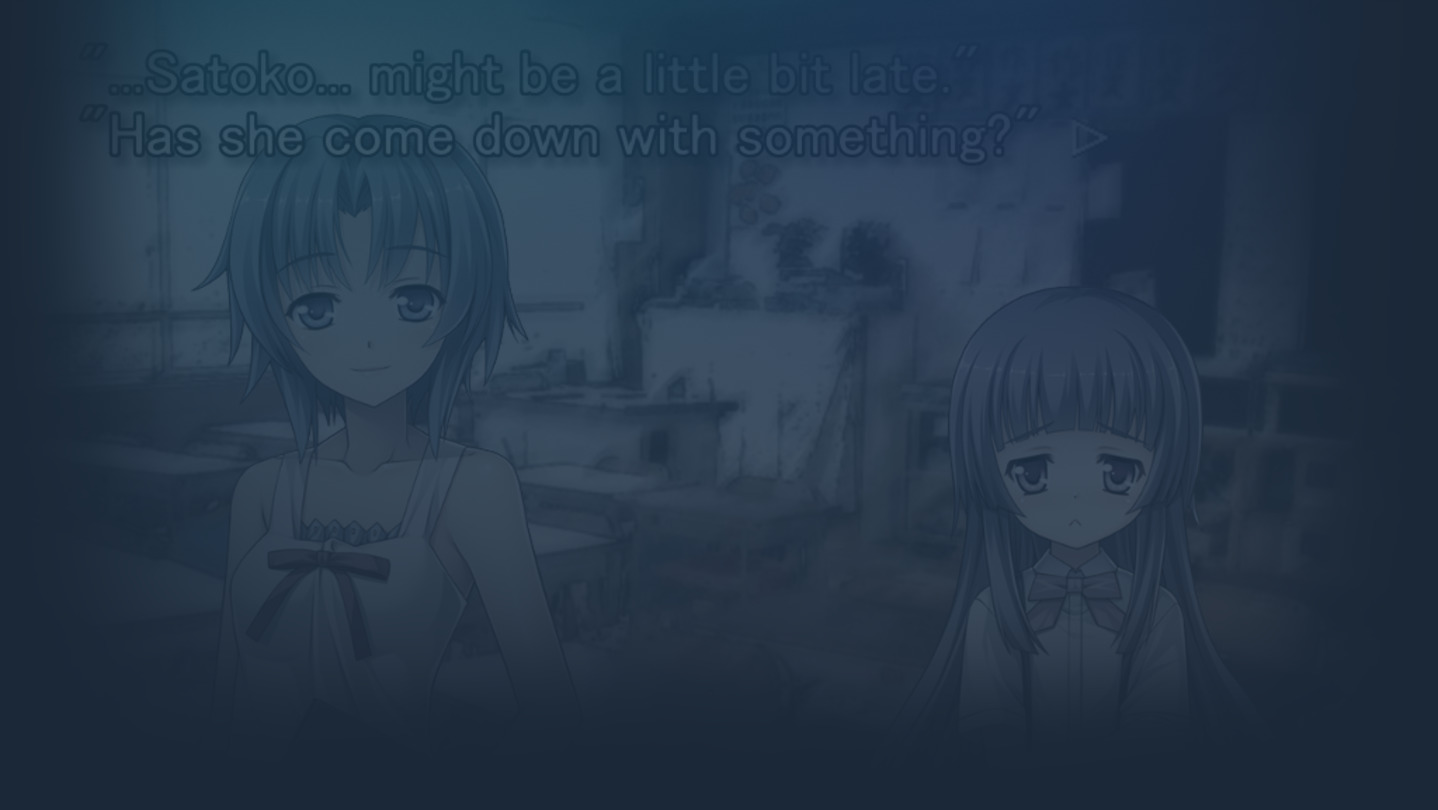 “...Satoko... might be a little bit late.”
“Has she come down with something?” ▷